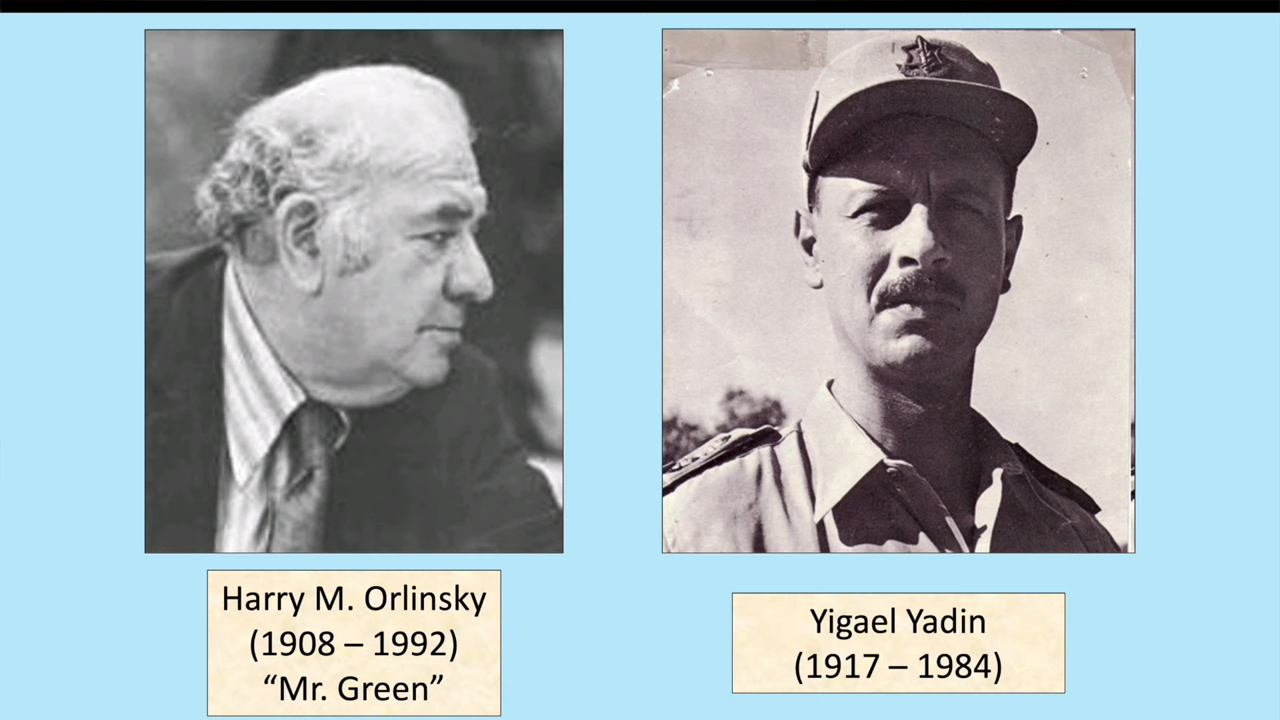 Harry M. Orlinsky
(1908 – 1992)
“Mr. Green”
Yigael Yadin
(1917 – 1984)